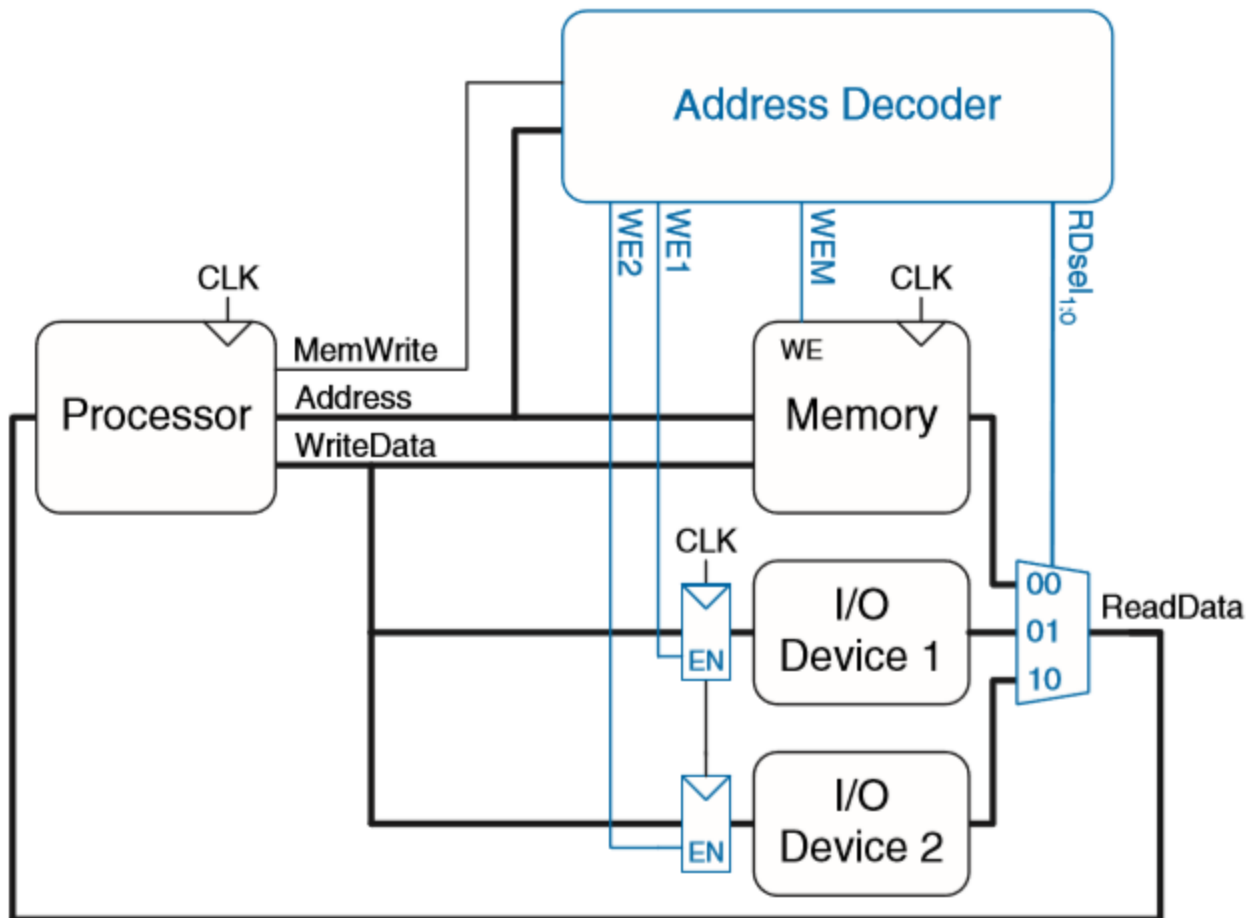 Address Decoder
WE2
WE1
WEM
RDsel1:0
CLK
CLK
MemWrite
WE
Processor
Address
Memory
WriteData
CLK
I/O
Device 1
EN
00
01
10
ReadData
I/O
Device 2
EN